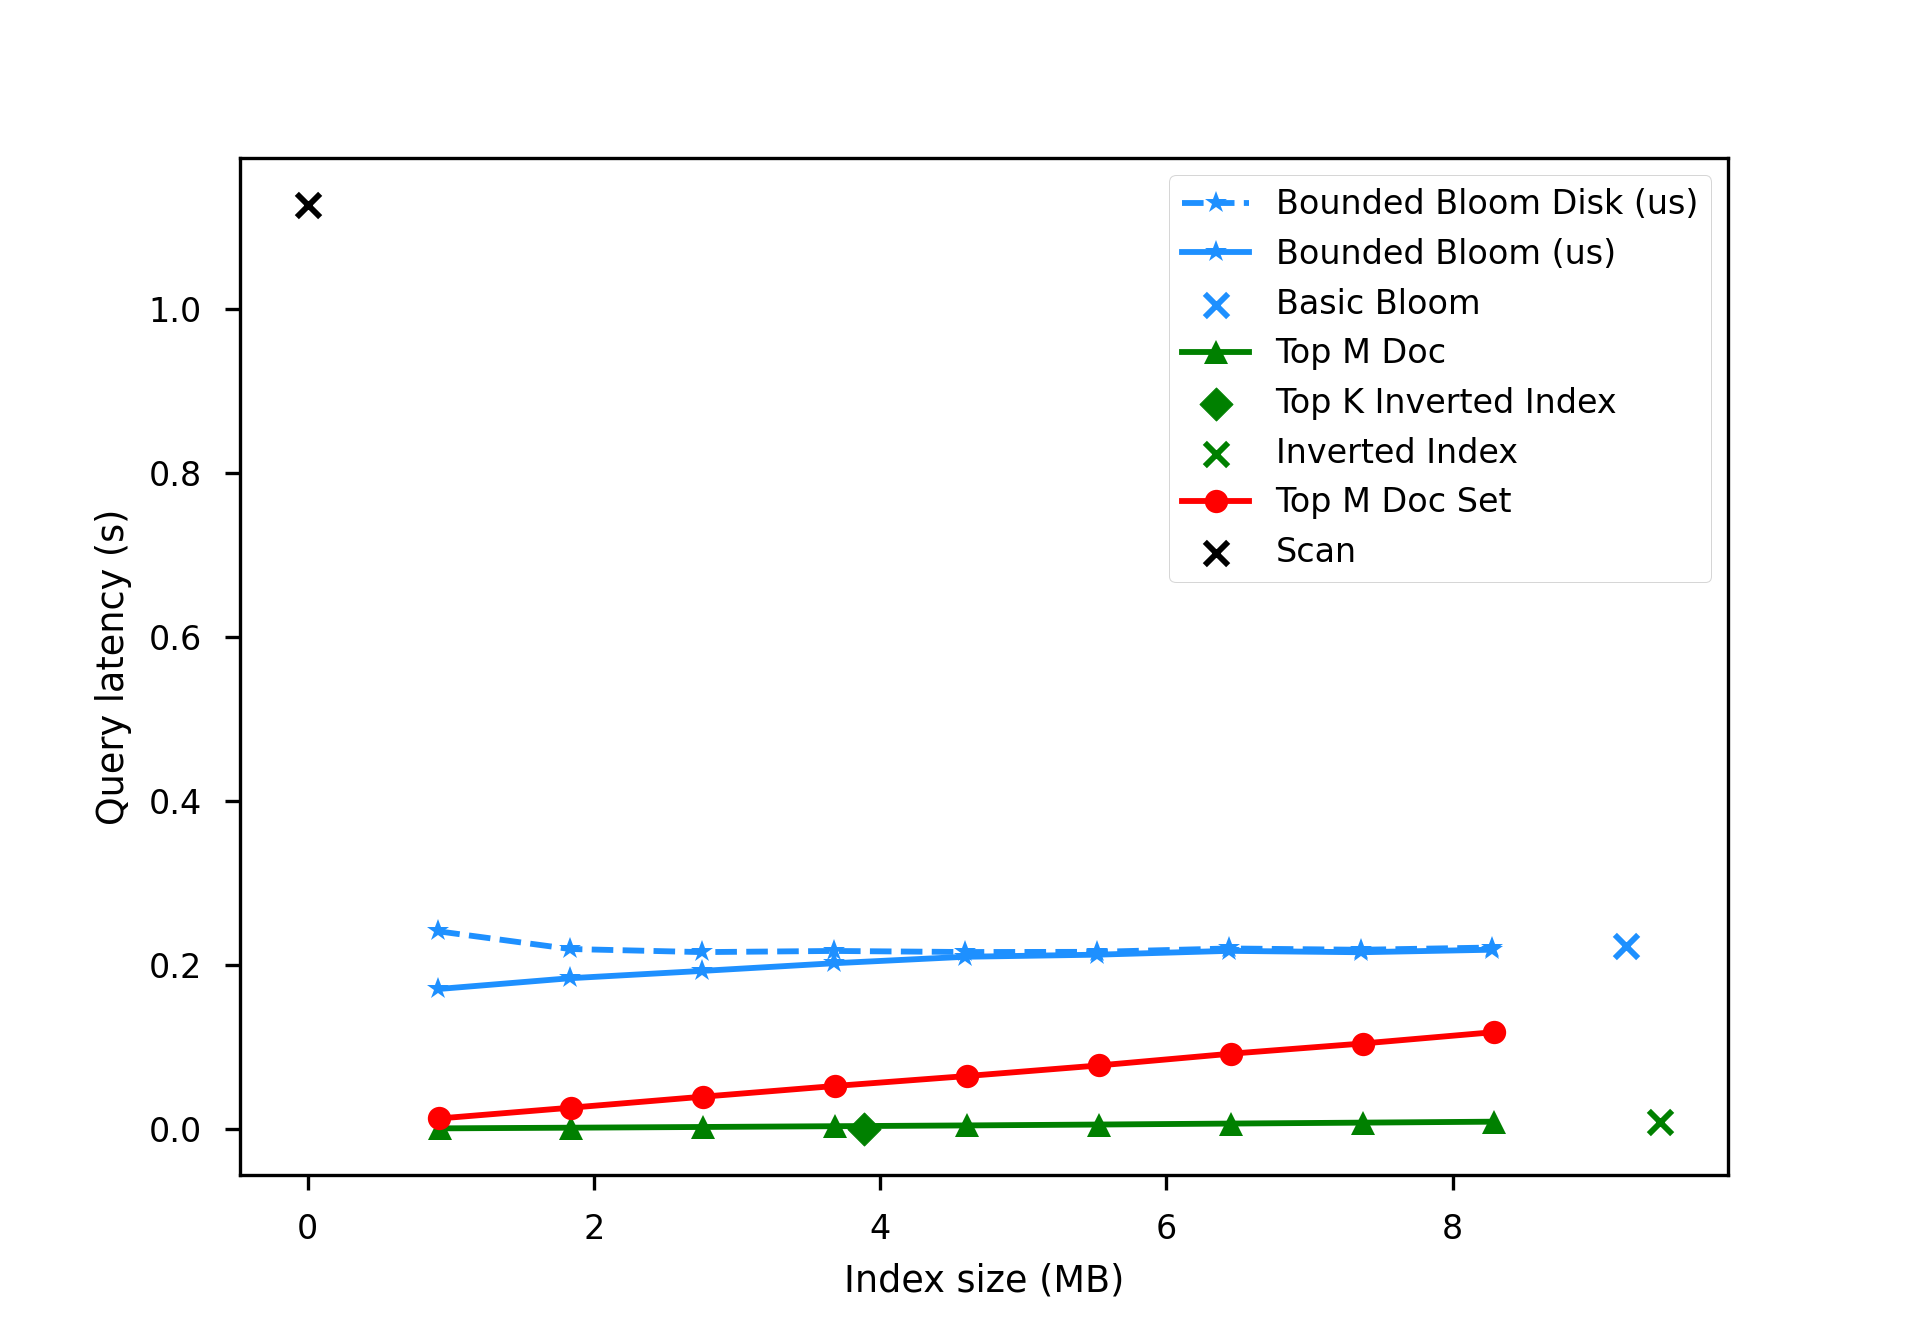 Bounded Bloom Disk (us)
Bounded Bloom (us)
Basic Bloom
Top M Doc
Top K Inverted Index
Inverted Index
Top M Doc Set
Scan
Query latency (s)
1.0
0.8
0.6
0.4
0.2
0.0
0 2 4 6 8
Index size (MB)